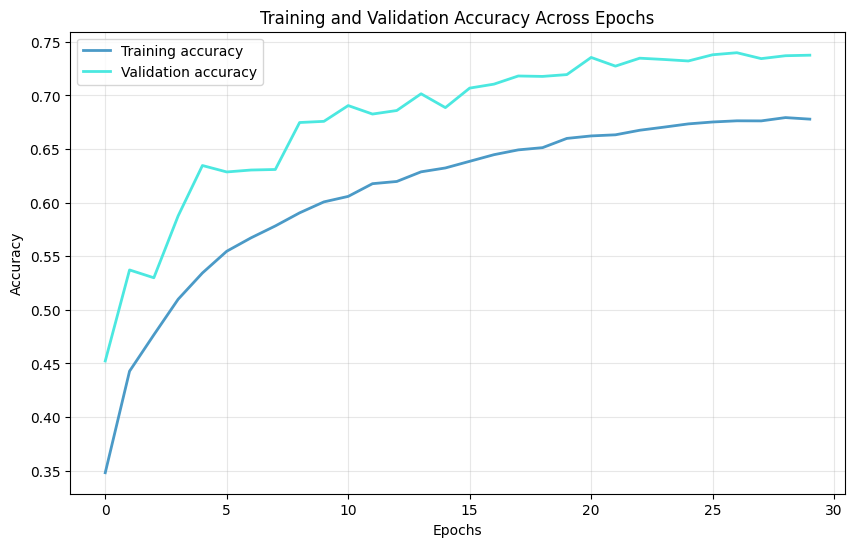 Training and Validation Accuracy Across Epochs
Training accuracy
Validation accuracy
Accuracy
0.75
0.70
0.65
0.60
0.55
0.50
0.45
0.40
0.35
0 5 10 15 20 25 30
Epochs